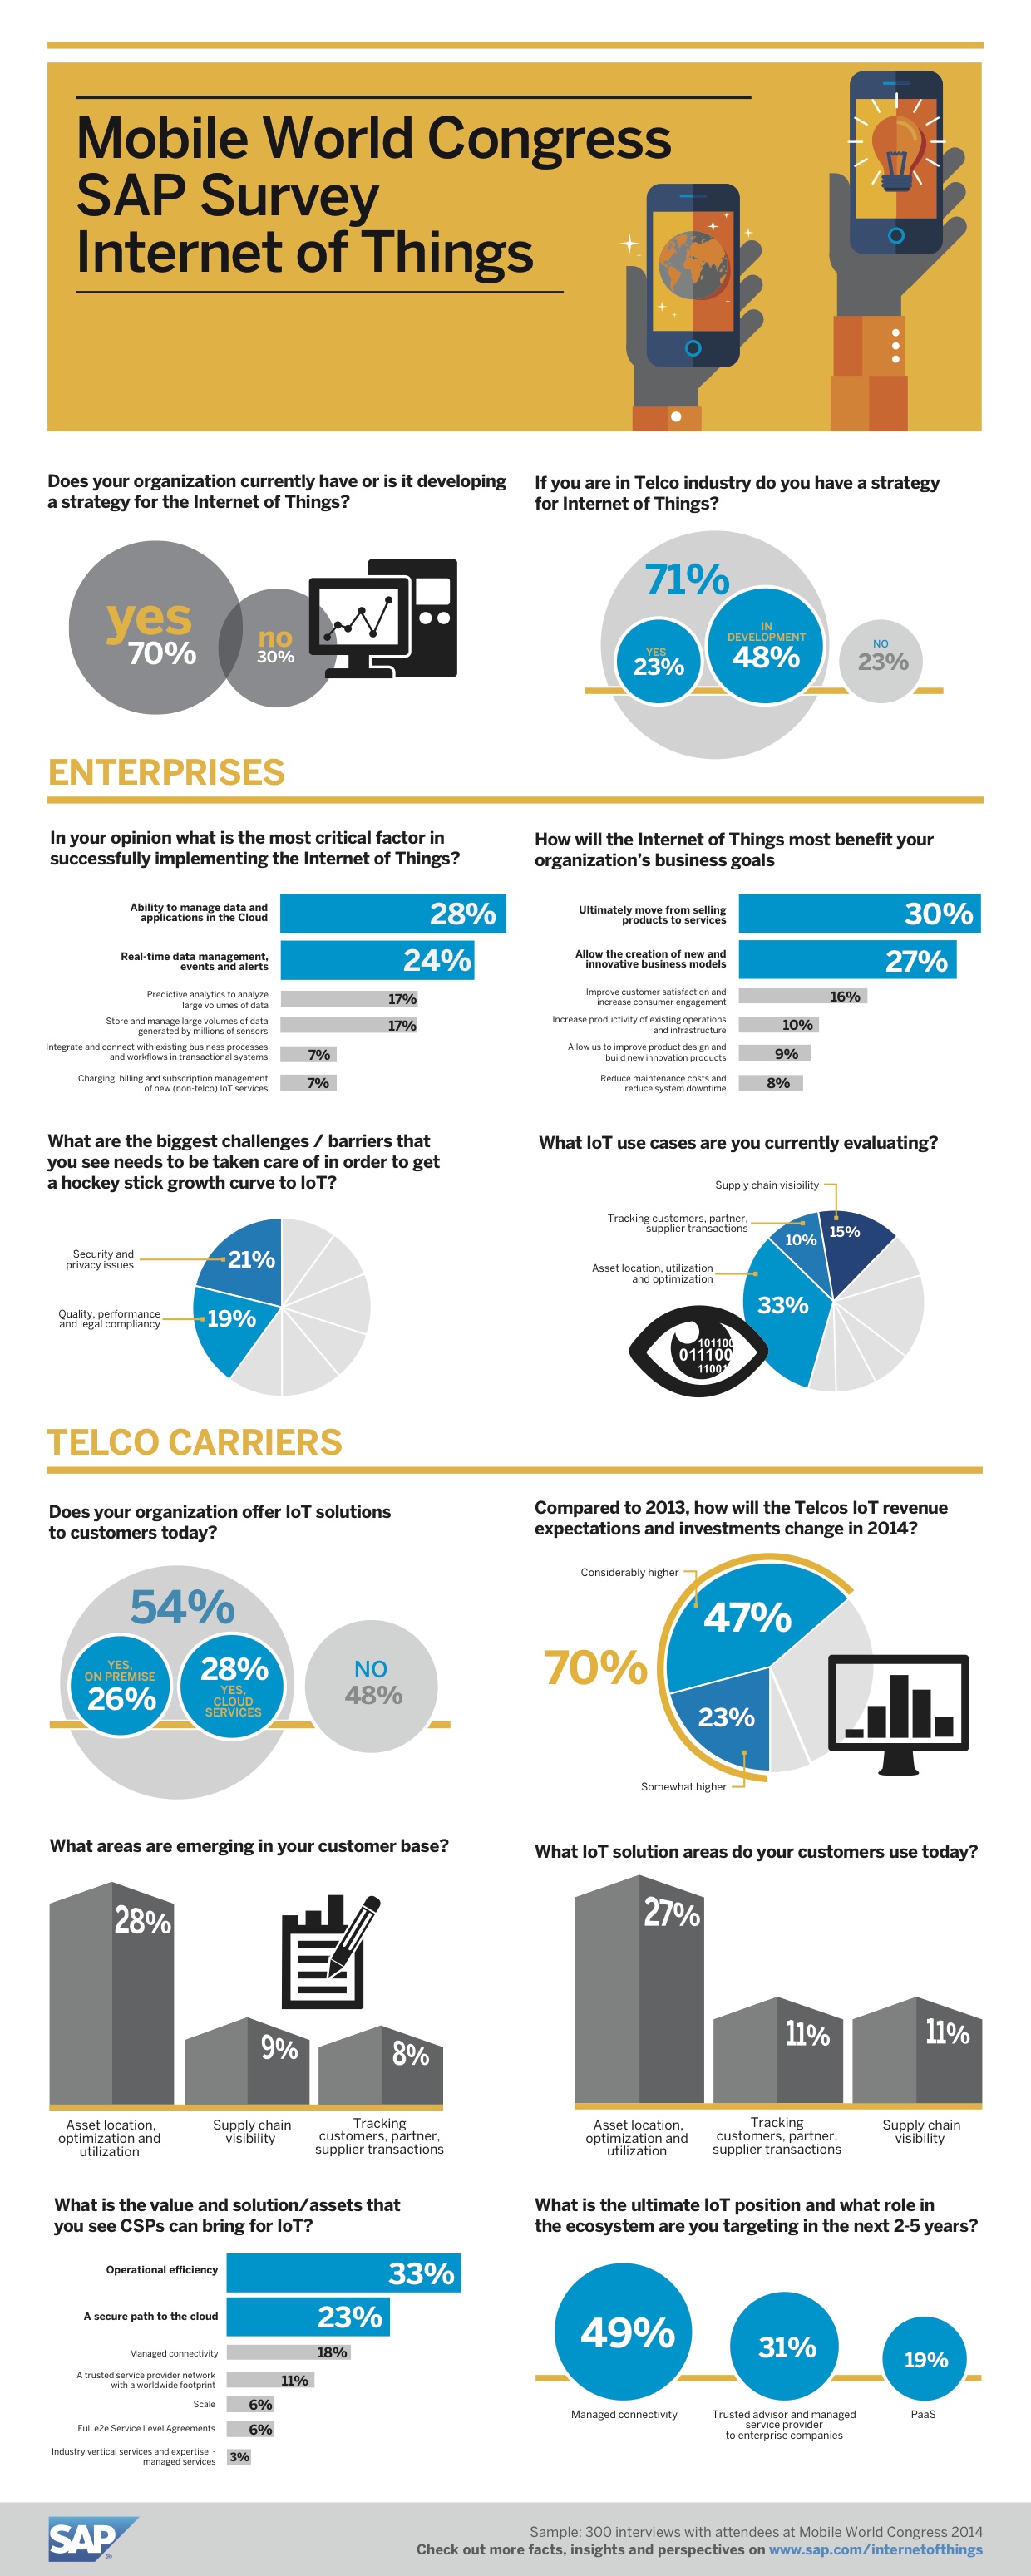 Mobile World Congress
SAP Survey
Internet of Things
Does your organization currently have or is it developing
a strategy for the Internet of Things?
yes
70%
no
30%
If you are in Telco industry do you have a strategy
for Internet of Things?
71%
YES
23%
IN
DEVELOPMENT
48%
NO
23%
ENTERPRISES
In your opinion what is the most critical factor in
successfully implementing the Internet of Things?
Ability to manage data and
applications in the Cloud
28%
Real-time data management,
events and alerts
24%
Predictive analytics to analyze
large volumes of data
17%
Store and manage large volumes of data
generated by millions of sensors
17%
Integrate and connect with existing business processes
and workflows in transactional systems
7%
Charging, billing and subscription management
of new (non-telco) IoT services
7%
How will the Internet of Things most benefit your
organization's business goals
Ultimately move from selling
products to services
30%
Allow the creation of new and
innovative business models
27%
Improve customer satisfaction and
increase consumer engagement
16%
Increase productivity of existing operations
and infrastructure
10%
Allow us to improve product design and
build new innovation products
9%
Reduce maintenance costs and
reduce system downtime
8%
What are the biggest challenges / barriers that
you see needs to be taken care of in order to get
a hockey stick growth curve to IoT?
Security and
privacy issues
21%
Quality, performance
and legal compliancy
19%
What IoT use cases are you currently evaluating?
Supply chain visibility
15%
Tracking customers, partner,
supplier transactions
10%
Asset location, utilization
and optimization
33%
101100
011100
11001
TELCO CARRIERS
Does your organization offer IoT solutions
to customers today?
54%
YES,
ON PREMISE
26%
28%
YES,
CLOUD
SERVICES
NO
48%
Compared to 2013, how will the Telcos IoT revenue
expectations and investments change in 2014?
Considerably higher
47%
70%
23%
Somewhat higher
What areas are emerging in your customer base?
28%
9%
8%
Asset location,
optimization and
utilization
Supply chain
visibility
Tracking
customers, partner,
supplier transactions
What IoT solution areas do your customers use today?
27%
11%
11%
Asset location,
optimization and
utilization
Tracking
customers, partner,
supplier transactions
Supply chain
visibility
What is the value and solution/assets that
you see CSPs can bring for IoT?
Operational efficiency
33%
A secure path to the cloud
23%
Managed connectivity
18%
A trusted service provider network
with a worldwide footprint
11%
Scale
6%
Full e2e Service Level Agreements
6%
Industry vertical services and expertise -
managed services
3%
What is the ultimate IoT position and what role in
the ecosystem are you targeting in the next 2-5 years?
49%
31%
19%
Managed connectivity
Trusted advisor and managed
service provider
to enterprise companies
PaaS
SAP
®
Sample: 300 interviews with attendees at Mobile World Congress 2014
Check out more facts, insights and perspectives on www.sap.com/internetofthings